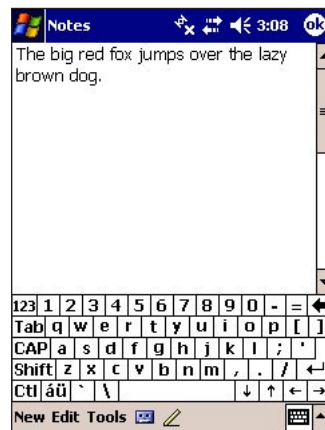 Notes 3:08 ok
The big red fox jumps over the lazy
brown dog.
123 1 2 3 4 5 6 7 8 9 0 - =
Tab q w e r t y u i o p [ ]
CAP a s d f g h j k l ; '
Shift z x c v b n m , . /
Ctl áü ` \
New Edit Tools